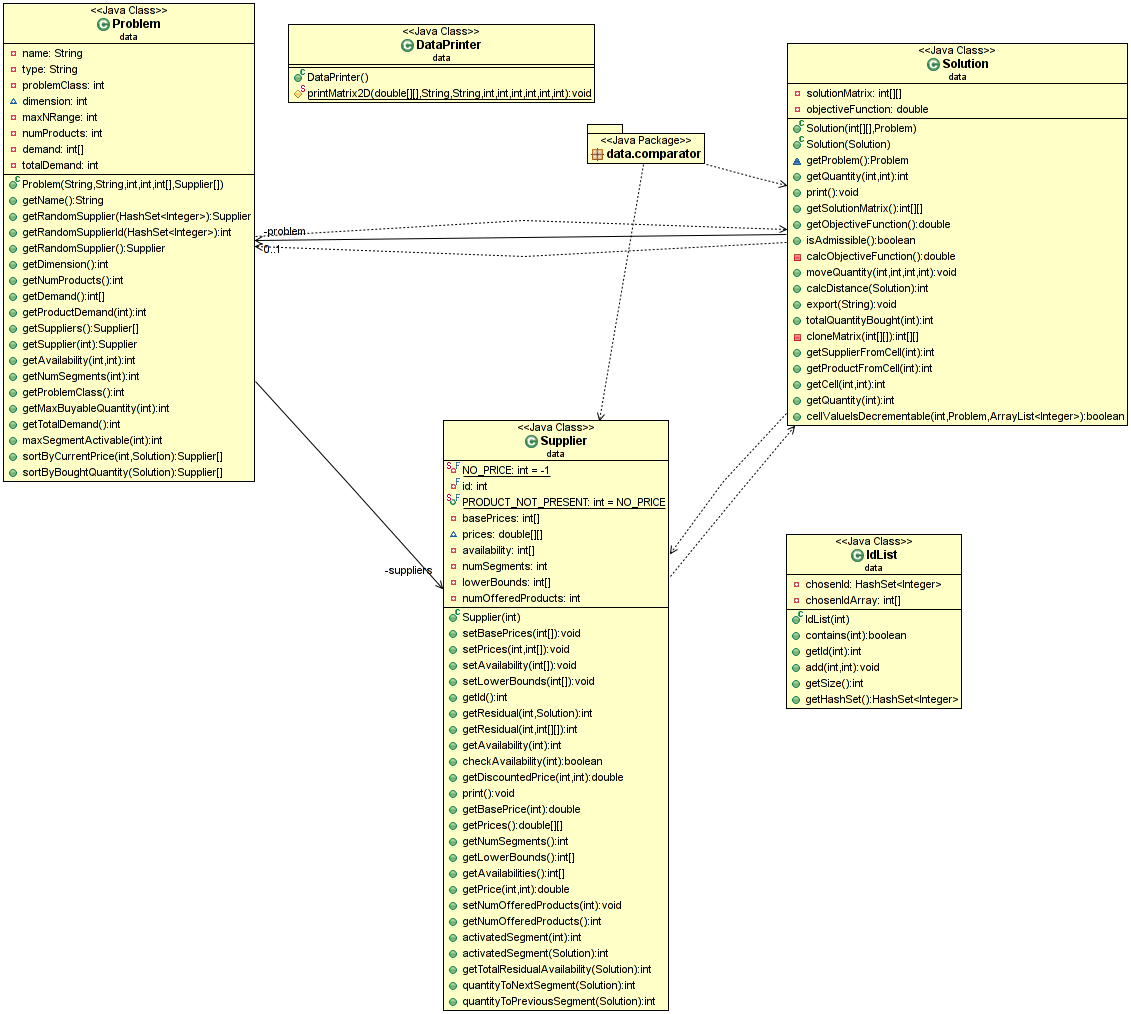 <<Java Class>>
Problem
data
name: String
type: String
problemClass: int
dimension: int
maxNRange: int
numProducts: int
demand: int[]
totalDemand: int
Problem(String,String,int,int,int[],Supplier[])
getName():String
getRandomSupplier(HashSet<Integer>):Supplier
getRandomSupplierId(HashSet<Integer>):int
getRandomSupplier():Supplier
getDimension():int
getNumProducts():int
getDemand():int[]
getProductDemand(int):int
getSuppliers():Supplier[]
getSupplier(int):Supplier
getAvailability(int,int):int
getNumSegments(int):int
getProblemClass():int
getMaxBuyableQuantity(int):int
getTotalDemand():int
maxSegmentActivable(int):int
sortByCurrentPrice(int,Solution):Supplier[]
sortByBoughtQuantity(Solution):Supplier[]
<<Java Class>>
DataPrinter
data
DataPrinter()
printMatrix2D(double[][],String,String,int,int,int,int,int,int):void
<<Java Package>>
data.comparator
<<Java Class>>
Solution
data
solutionMatrix: int[][]
objectiveFunction: double
Solution(int[][],Problem)
Solution(Solution)
getProblem():Problem
getQuantity(int,int):int
print():void
getSolutionMatrix():int[][]
getObjectiveFunction():double
isAdmissible():boolean
calcObjectiveFunction():double
moveQuantity(int,int,int,int):void
calcDistance(Solution):int
export(String):void
totalQuantityBought(int):int
cloneMatrix(int[][]):int[][]
getSupplierFromCell(int):int
getProductFromCell(int):int
getCell(int,int):int
getQuantity(int):int
cellValueIsDecrementable(int,Problem,ArrayList<Integer>):boolean
-problem
0..1
-suppliers
<<Java Class>>
Supplier
data
NO_PRICE: int = -1
id: int
PRODUCT_NOT_PRESENT: int = NO_PRICE
basePrices: int[]
prices: double[][]
availability: int[]
numSegments: int
lowerBounds: int[]
numOfferedProducts: int
Supplier(int)
setBasePrices(int[]):void
setPrices(int,int[]):void
setAvailability(int[]):void
setLowerBounds(int[]):void
getId():int
getResidual(int,Solution):int
getResidual(int,int[][]):int
getAvailability(int):int
checkAvailability(int):boolean
getDiscountedPrice(int,int):double
print():void
getBasePrice(int):double
getPrices():double[][]
getNumSegments():int
getLowerBounds():int[]
getAvailabilities():int[]
getPrice(int,int):double
setNumOfferedProducts(int):void
getNumOfferedProducts():int
activatedSegment(int):int
activatedSegment(Solution):int
getTotalResidualAvailability(Solution):int
quantityToNextSegment(Solution):int
quantityToPreviousSegment(Solution):int
<<Java Class>>
IdList
data
chosenId: HashSet<Integer>
chosenIdArray: int[]
IdList(int)
contains(int):boolean
getId(int):int
add(int,int):void
getSize():int
getHashSet():HashSet<Integer>